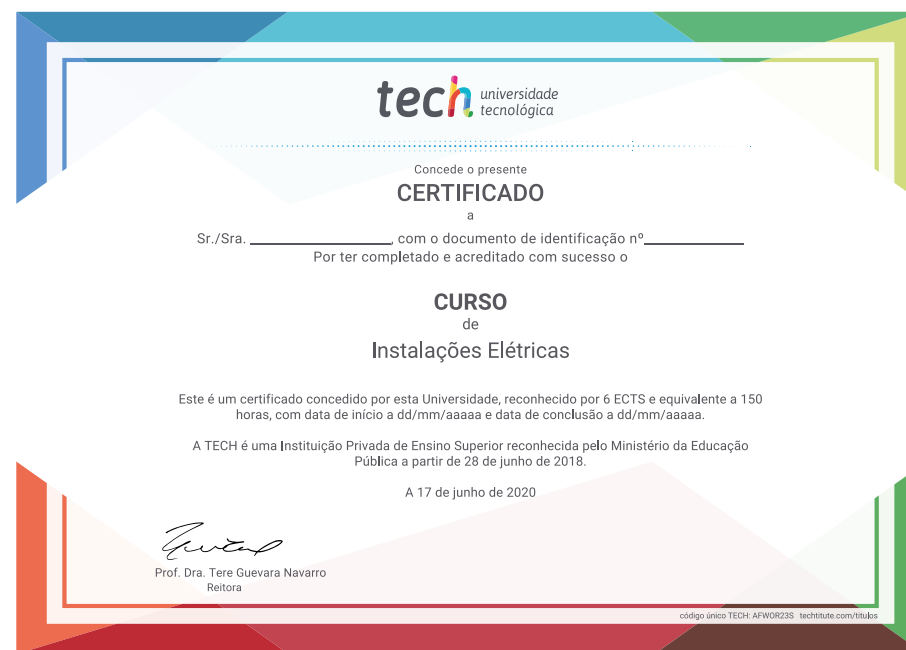 tech universidade
tecnológica
Concede o presente
CERTIFICADO
a
Sr./Sra. ____________________, com o documento de identificação nº______________
Por ter completado e acreditado com sucesso o
CURSO
de
Instalações Elétricas
Este é um certificado concedido por esta Universidade, reconhecido por 6 ECTS e equivalente a 150
horas, com data de início a dd/mm/aaaaa e data de conclusão a dd/mm/aaaaa.
A TECH é uma Instituição Privada de Ensino Superior reconhecida pelo Ministério da Educação
Pública a partir de 28 de junho de 2018.
A 17 de junho de 2020
Prof. Dra. Tere Guevara Navarro
Reitora
código único TECH: AFWOR23S techtitute.com/titulos